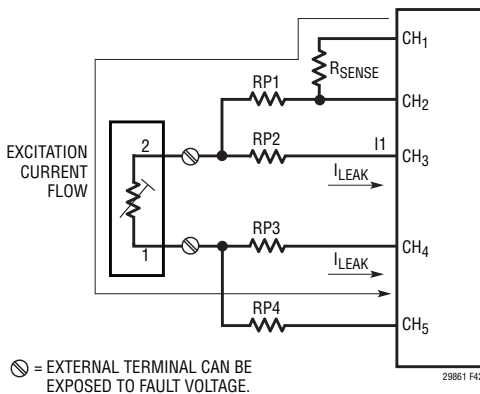 CH1
RSENSE
RP1
CH2
2
RP2
I1
CH3
ILEAK
EXCITATION
CURRENT
FLOW
1
RP3
ILEAK
CH4
RP4
CH5
= EXTERNAL TERMINAL CAN BE
EXPOSED TO FAULT VOLTAGE.
29861 F42